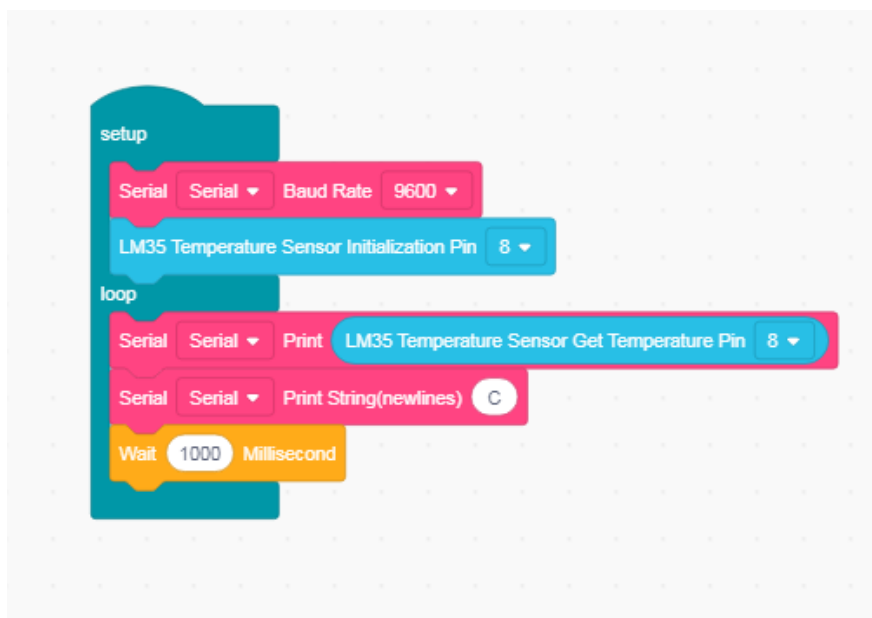 setup
Serial Serial Baud Rate 9600
LM35 Temperature Sensor Initialization Pin 8
loop
Serial Serial Print LM35 Temperature Sensor Get Temperature Pin 8
Serial Serial Print String(newlines) C
Wait 1000 Millisecond